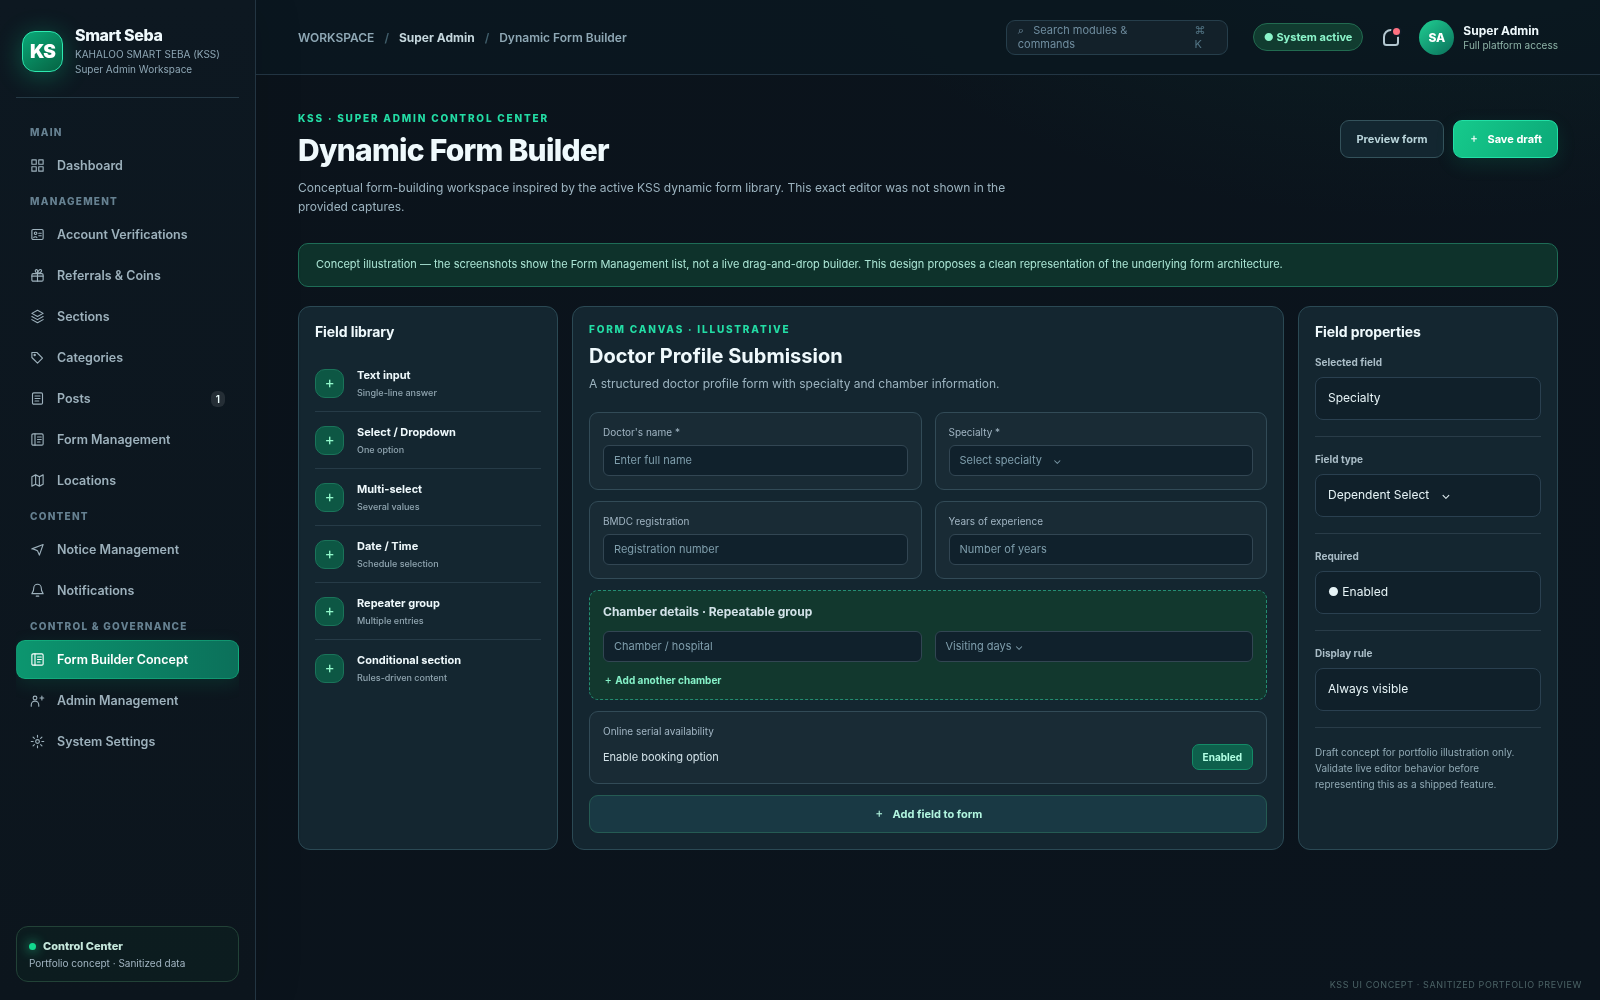 KS
Smart Seba
KAHALOO SMART SEBA (KSS)
Super Admin Workspace
MAIN
Dashboard
MANAGEMENT
Account Verifications
Referrals & Coins
Sections
Categories
Posts 1
Form Management
Locations
CONTENT
Notice Management
Notifications
CONTROL & GOVERNANCE
Form Builder Concept
Admin Management
System Settings
Control Center
Portfolio concept · Sanitized data
WORKSPACE / Super Admin / Dynamic Form Builder
Search modules & commands ⌘ K
System active
SA
Super Admin
Full platform access
KSS · SUPER ADMIN CONTROL CENTER
Dynamic Form Builder
Conceptual form-building workspace inspired by the active KSS dynamic form library. This exact editor was not shown in the
provided captures.
Preview form
+ Save draft
Concept illustration — the screenshots show the Form Management list, not a live drag-and-drop builder. This design proposes a clean representation of the underlying form architecture.
Field library
+ Text input
Single-line answer
+ Select / Dropdown
One option
+ Multi-select
Several values
+ Date / Time
Schedule selection
+ Repeater group
Multiple entries
+ Conditional section
Rules-driven content
FORM CANVAS · ILLUSTRATIVE
Doctor Profile Submission
A structured doctor profile form with specialty and chamber information.
Doctor's name *
Enter full name
Specialty *
Select specialty
BMDC registration
Registration number
Years of experience
Number of years
Chamber details · Repeatable group
Chamber / hospital
Visiting days
+ Add another chamber
Online serial availability
Enable booking option
Enabled
+ Add field to form
Field properties
Selected field
Specialty
Field type
Dependent Select
Required
Enabled
Display rule
Always visible
Draft concept for portfolio illustration only.
Validate live editor behavior before
representing this as a shipped feature.
KSS UI CONCEPT · SANITIZED PORTFOLIO PREVIEW